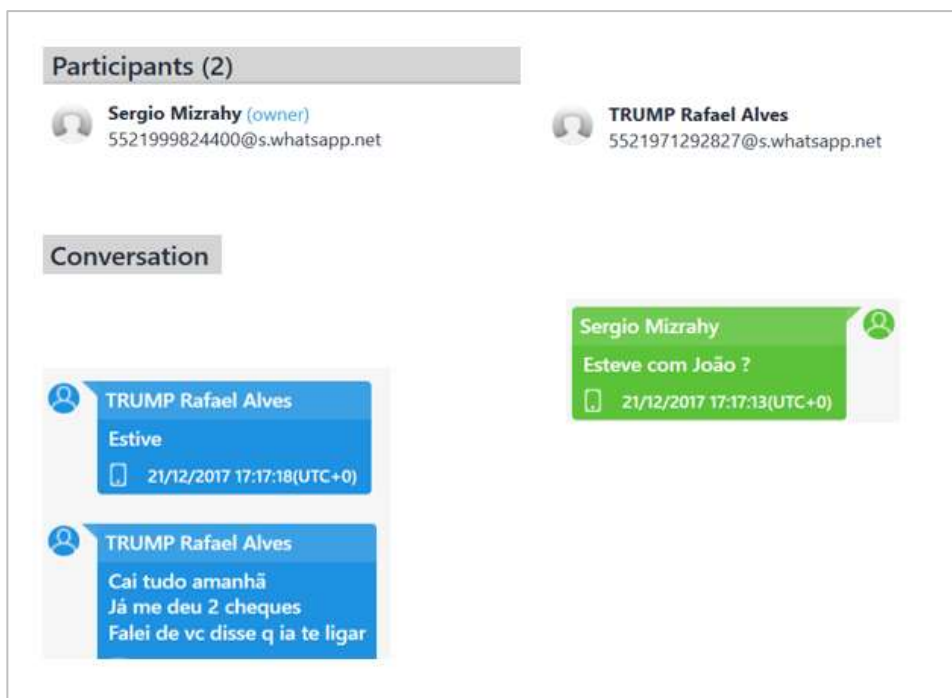 Participants (2)
Sergio Mizrahy (owner)
5521999824400@s.whatsapp.net
TRUMP Rafael Alves
5521971292827@s.whatsapp.net
Conversation
Sergio Mizrahy
Esteve com João ?
21/12/2017 17:17:13(UTC+0)
TRUMP Rafael Alves
Estive
21/12/2017 17:17:18(UTC+0)
TRUMP Rafael Alves
Cai tudo amanhã
Já me deu 2 cheques
Falei de vc disse q ia te ligar